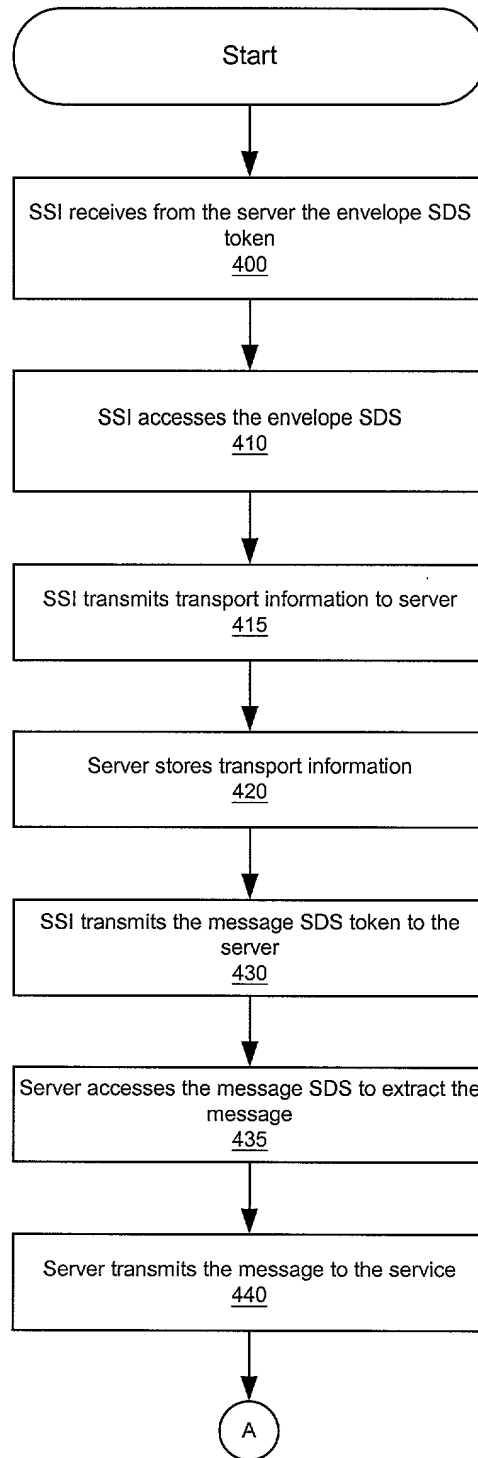 Start
SSI receives from the server the envelope SDS
token
400
SSI accesses the envelope SDS
410
SSI transmits transport information to server
415
Server stores transport information
420
SSI transmits the message SDS token to the
server
430
Server accesses the message SDS to extract the
message
435
Server transmits the message to the service
440
A